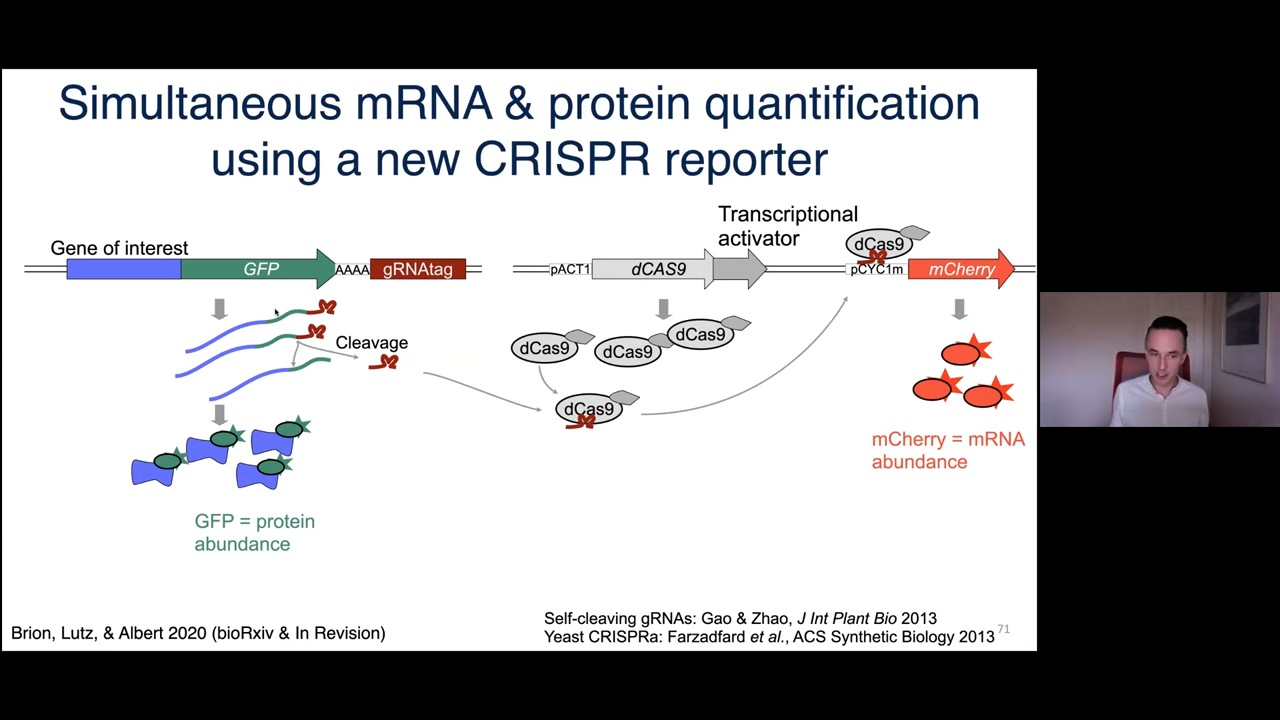 Simultaneous mRNA & protein quantification
using a new CRISPR reporter
Gene of interest
GFP
AAAA
gRNAtag
Cleavage
GFP = protein
abundance
Transcriptional
activator
pACT1
dCAS9
dCas9
dCas9
dCas9
dCas9
dCas9
pCYC1m
mCherry
mCherry = mRNA
abundance
Brion, Lutz, & Albert 2020 (bioRxiv & In Revision)
Self-cleaving gRNAs: Gao & Zhao, J Int Plant Bio 2013
Yeast CRISPRa: Farzadfard et al., ACS Synthetic Biology 2013
71